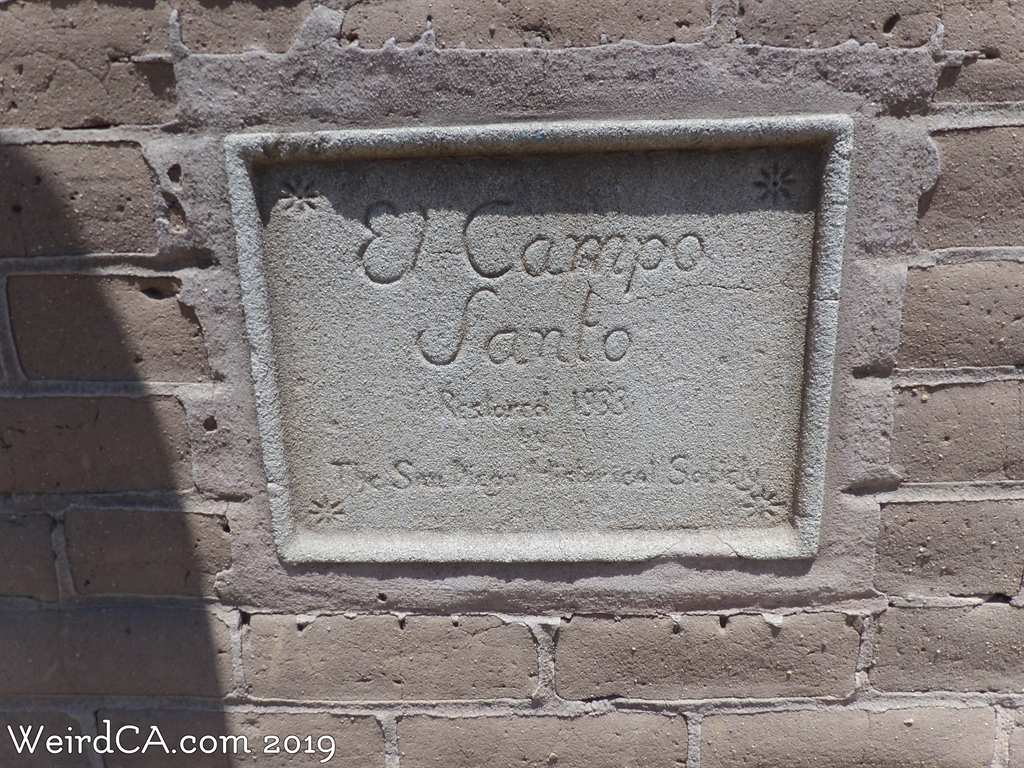 El Campo
Santo
Restored 1933
by
The San Diego Historical Society
WeirdCA.com 2019